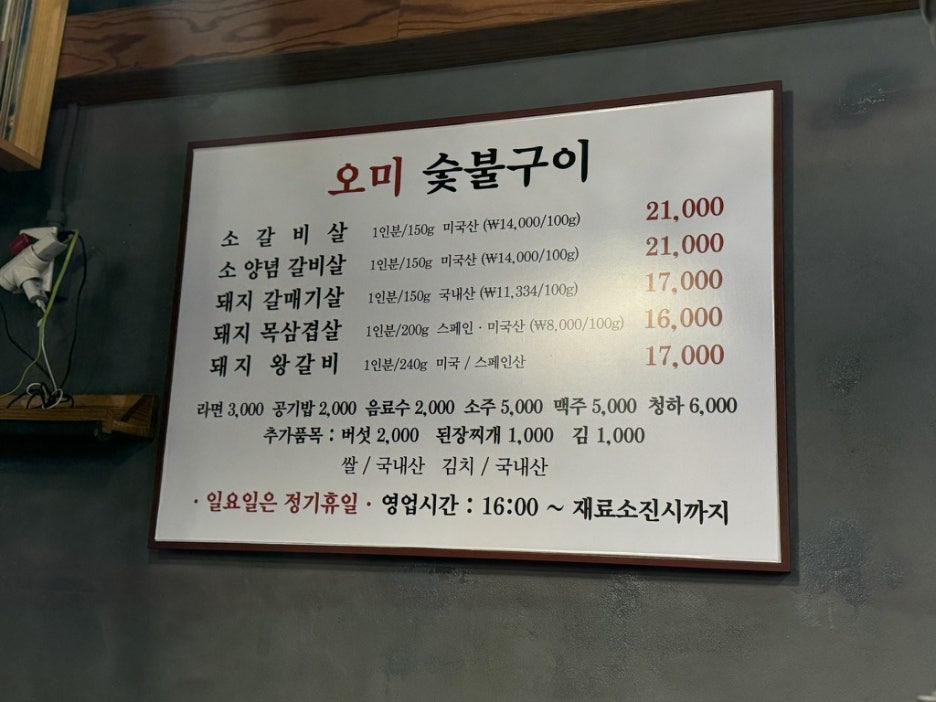 오미 숯불구이
소 갈 비 살 1인분/150g 미국산 (₩14,000/100g) 21,000
소 양념 갈비살 1인분/150g 미국산 (₩14,000/100g) 21,000
돼지 갈매기살 1인분/150g 국내산 (₩11,334/100g) 17,000
돼지 목삼겹살 1인분/200g 스페인 · 미국산 (₩8,000/100g) 16,000
돼지 왕갈비 1인분/240g 미국 / 스페인산 17,000
라면 3,000 공기밥 2,000 음료수 2,000 소주 5,000 맥주 5,000 청하 6,000
추가품목 : 버섯 2,000 된장찌개 1,000 김 1,000
쌀 / 국내산 김치 / 국내산
· 일요일은 정기휴일 · 영업시간 : 16:00 ~ 재료소진시까지